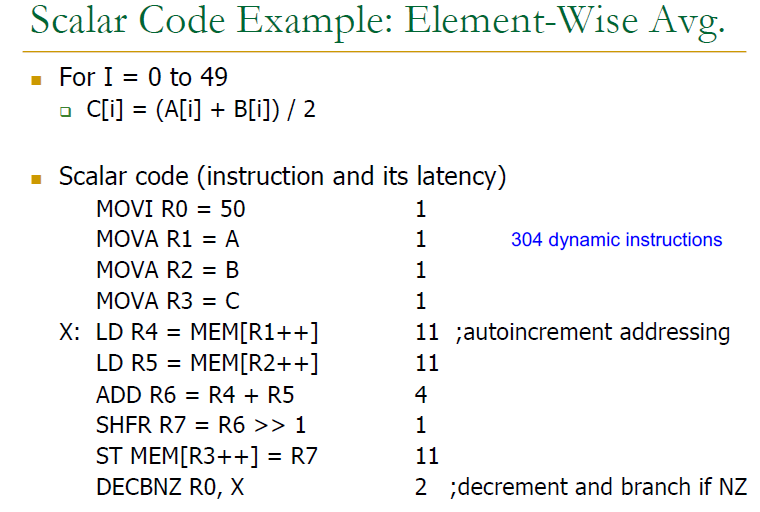 Scalar Code Example: Element-Wise Avg.
For I = 0 to 49
C[i] = (A[i] + B[i]) / 2
Scalar code (instruction and its latency)
MOVI R0 = 50 1
MOVA R1 = A 1 304 dynamic instructions
MOVA R2 = B 1
MOVA R3 = C 1
X: LD R4 = MEM[R1++] 11 ;autoincrement addressing
LD R5 = MEM[R2++] 11
ADD R6 = R4 + R5 4
SHFR R7 = R6 >> 1 1
ST MEM[R3++] = R7 11
DECBNZ R0, X 2 ;decrement and branch if NZ